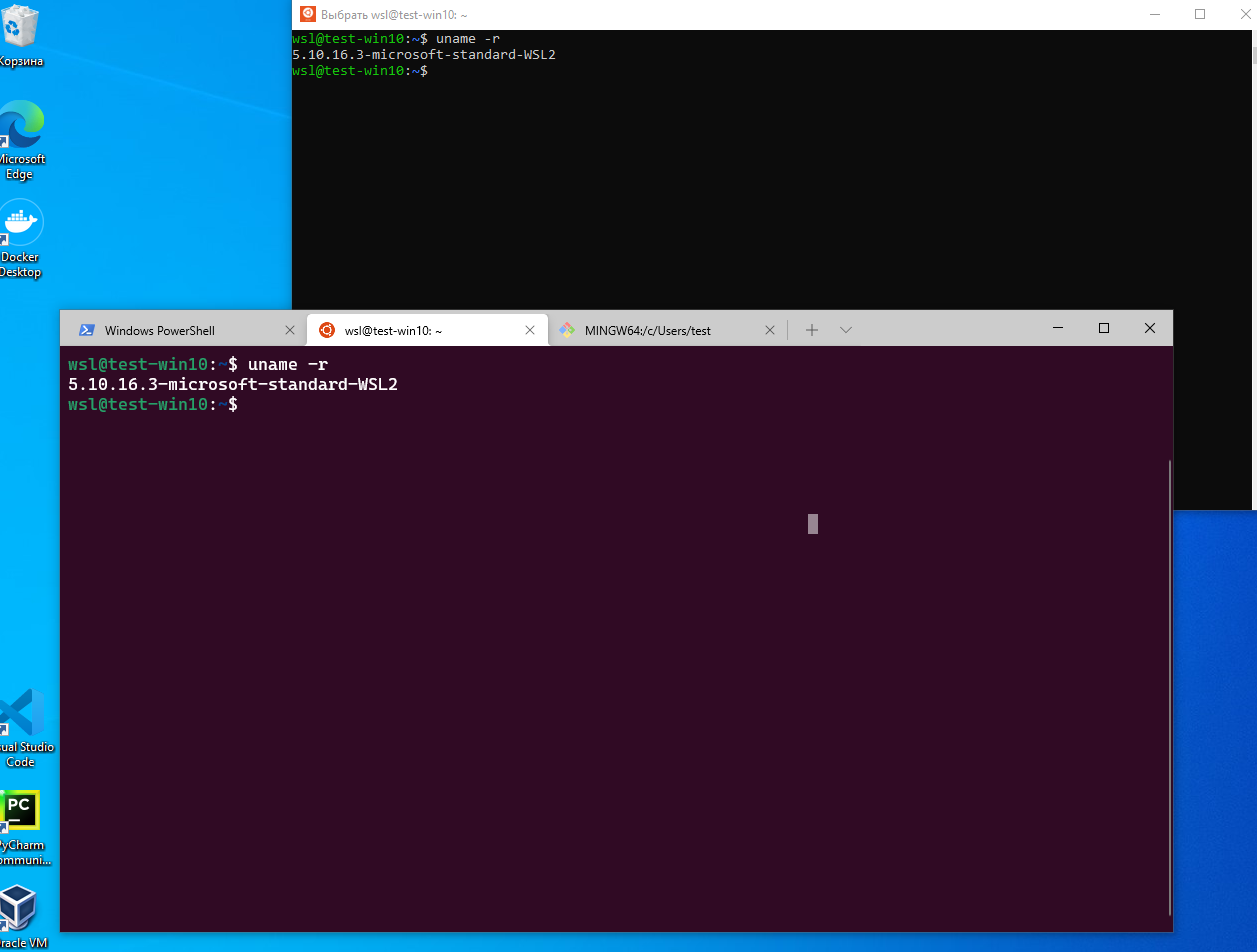 Корзина
Microsoft
Edge
Docker
Desktop
sual Studio
Code
PC
PyCharm
ommuni...
racle VM
Выбрать wsl@test-win10: ~
wsl@test-win10:~$ uname -r
5.10.16.3-microsoft-standard-WSL2
wsl@test-win10:~$
Windows PowerShell
wsl@test-win10: ~
MINGW64:/c/Users/test
wsl@test-win10:~$ uname -r
5.10.16.3-microsoft-standard-WSL2
wsl@test-win10:~$